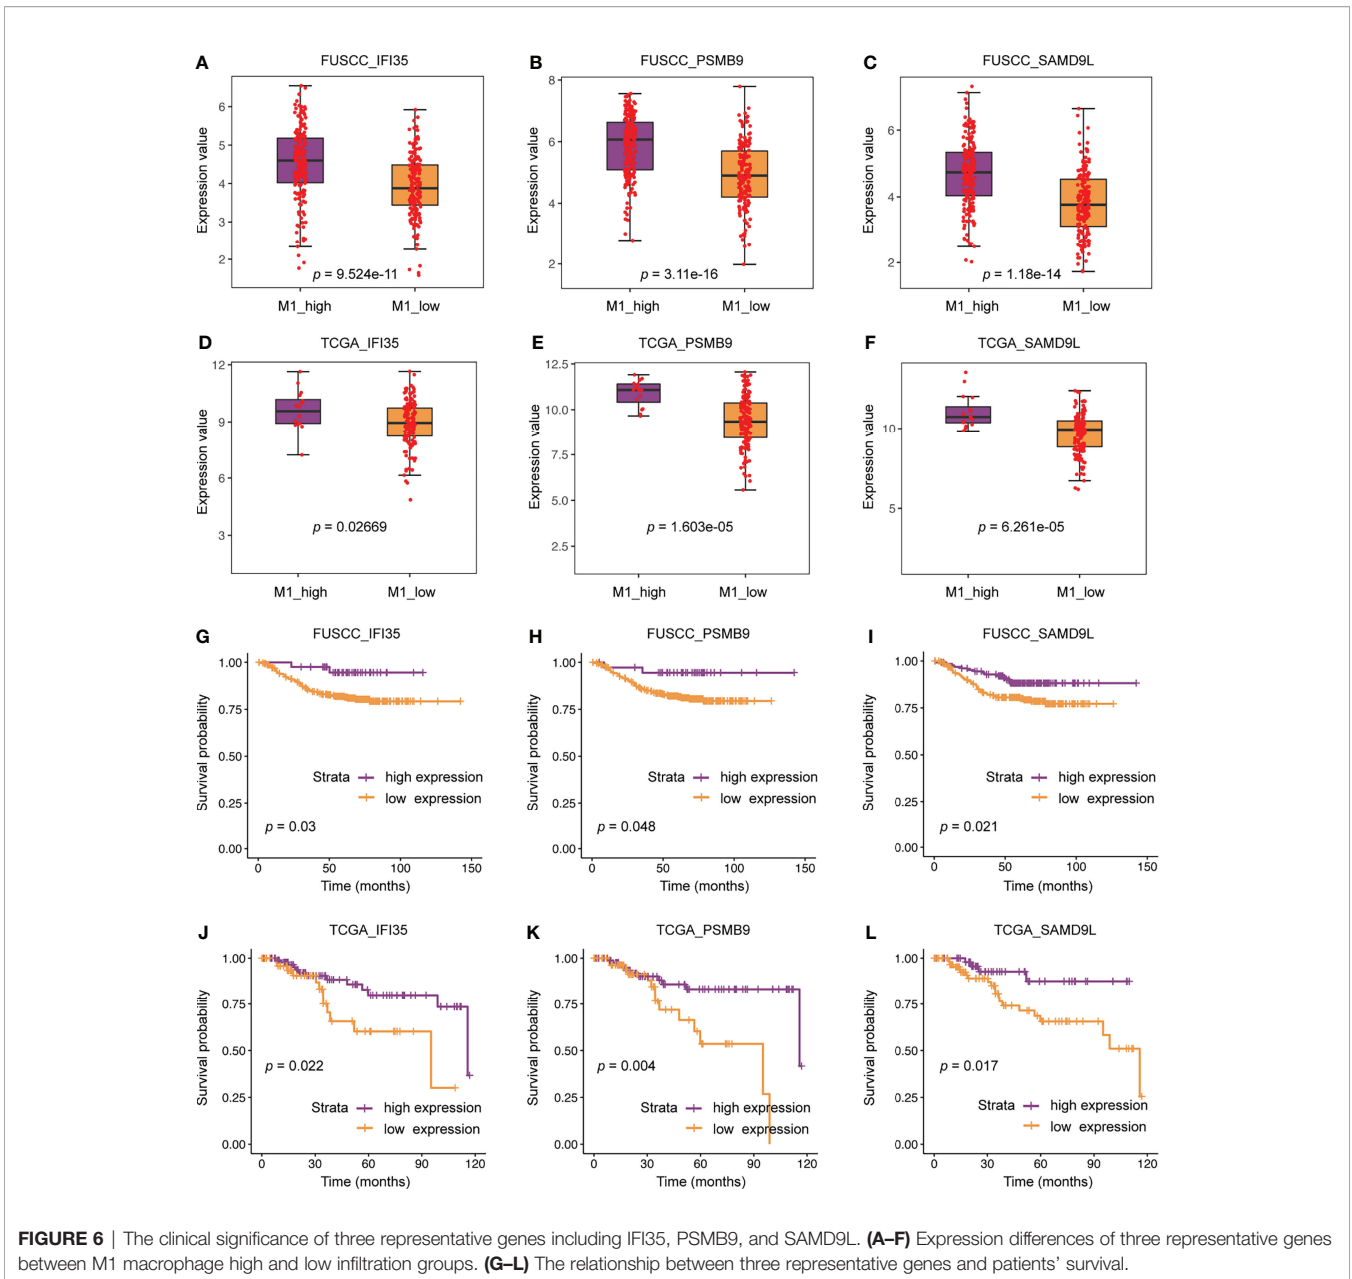 A FUSCC_IFI35
Expression value
6
5
4
3
2
p = 9.524e-11
M1_high M1_low
B FUSCC_PSMB9
Expression value
8
6
4
2
p = 3.11e-16
M1_high M1_low
C FUSCC_SAMD9L
Expression value
6
4
2
p = 1.18e-14
M1_high M1_low
D TCGA_IFI35
Expression value
12
9
6
3
p = 0.02669
M1_high M1_low
E TCGA_PSMB9
Expression value
12.5
10.0
7.5
5.0
2.5
p = 1.603e-05
M1_high M1_low
F TCGA_SAMD9L
Expression value
10
5
p = 6.261e-05
M1_high M1_low
G FUSCC_IFI35
Survival probability
1.00
0.75
0.50
0.25
0.00
Strata high expression
low expression
p = 0.03
0 50 100 150
Time (months)
H FUSCC_PSMB9
Survival probability
1.00
0.75
0.50
0.25
0.00
Strata high expression
low expression
p = 0.048
0 50 100 150
Time (months)
I FUSCC_SAMD9L
Survival probability
1.00
0.75
0.50
0.25
0.00
Strata high expression
low expression
p = 0.021
0 50 100 150
Time (months)
J TCGA_IFI35
Survival probability
1.00
0.75
0.50
0.25
0.00
p = 0.022
Strata high expression
low expression
0 30 60 90 120
Time (months)
K TCGA_PSMB9
Survival probability
1.00
0.75
0.50
0.25
0.00
p = 0.004
Strata high expression
low expression
0 30 60 90 120
Time (months)
L TCGA_SAMD9L
Survival probability
1.00
0.75
0.50
0.25
0.00
p = 0.017
Strata high expression
low expression
0 30 60 90 120
Time (months)
FIGURE 6 | The clinical significance of three representative genes including IFI35, PSMB9, and SAMD9L. (A–F) Expression differences of three representative genes
between M1 macrophage high and low infiltration groups. (G–L) The relationship between three representative genes and patients' survival.